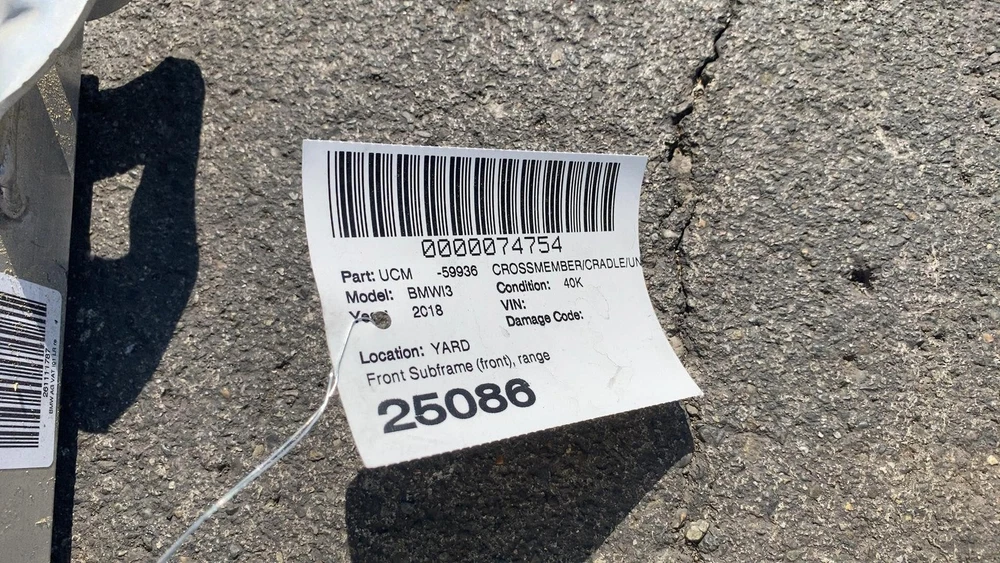 0000074754
Part: UCM -59936 CROSSMEMBER/CRADLE/UN
Model: BMWI3 Condition: 40K
2018 VIN:
Damage Code:
Location: YARD
Front Subframe (front), range
25086